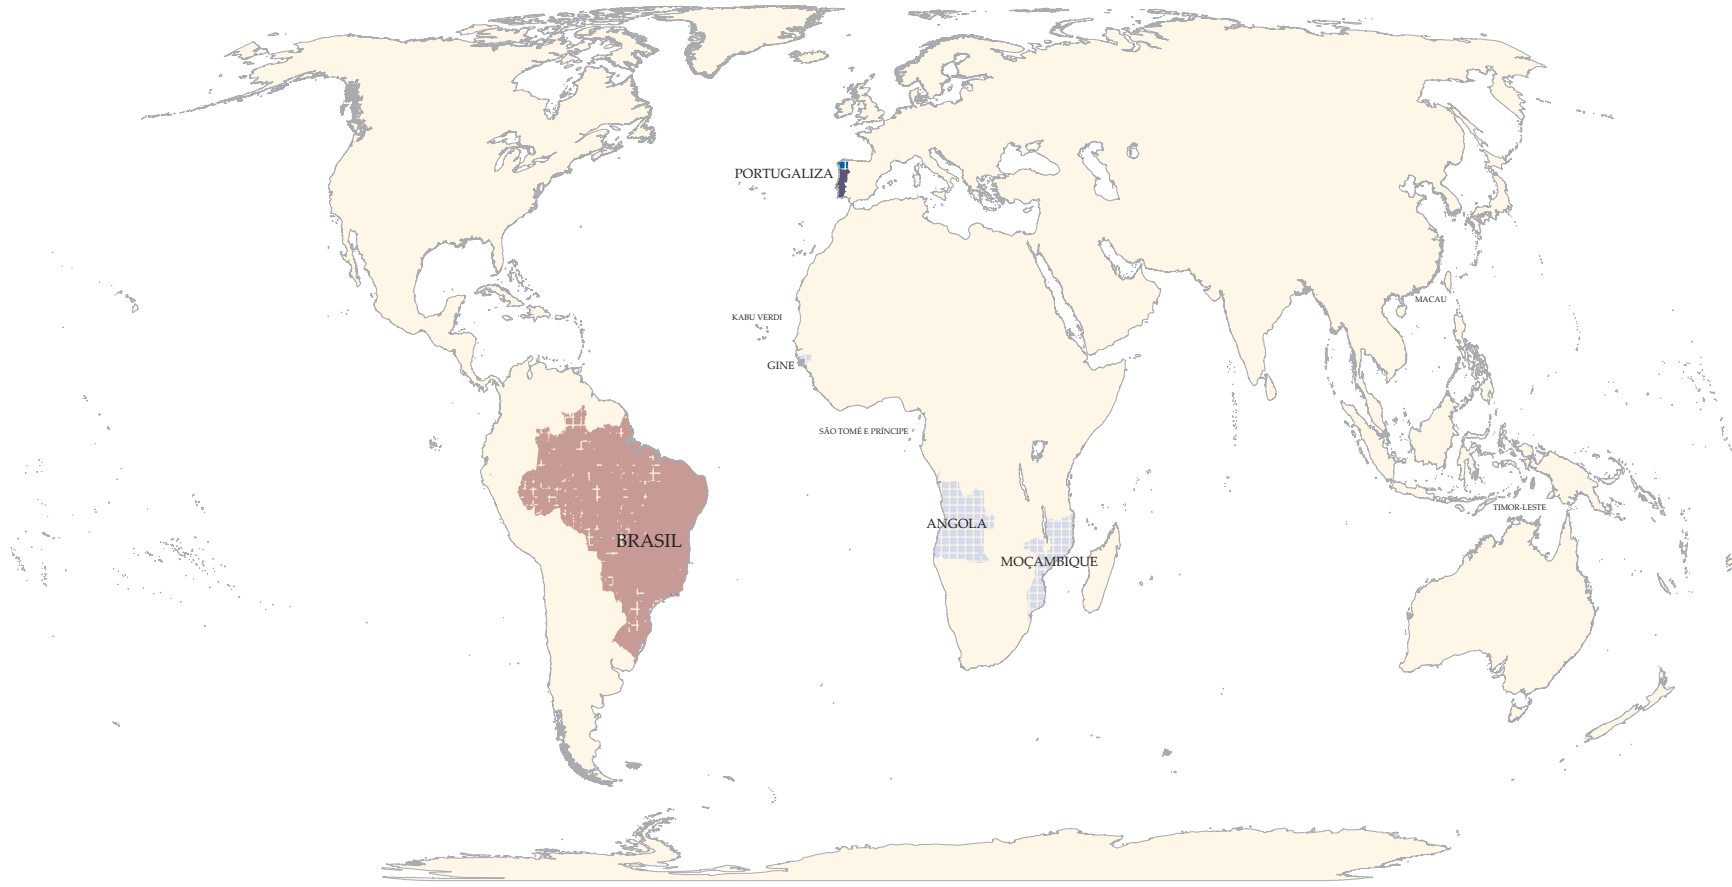 PORTUGALIZA
MACAU
KABU VERDI
GINE
SÃO TOMÉ E PRÍNCIPE
TIMOR-LESTE
ANGOLA
BRASIL
MOÇAMBIQUE